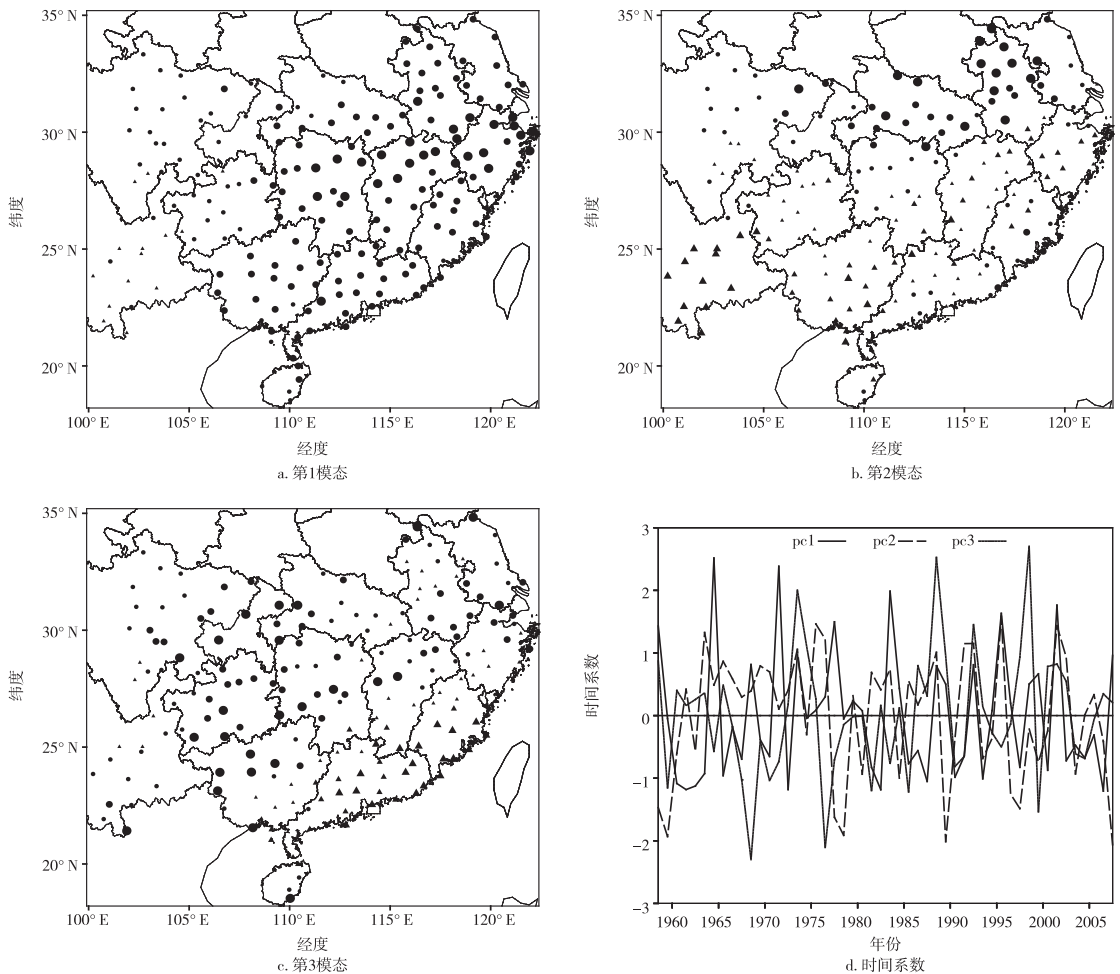 35° N
30° N
25° N
20° N
纬度
100° E 105° E 110° E 115° E 120° E
经度
a. 第1模态
35° N
30° N
25° N
20° N
纬度
100° E 105° E 110° E 115° E 120° E
经度
b. 第2模态
35° N
30° N
25° N
20° N
纬度
100° E 105° E 110° E 115° E 120° E
经度
c. 第3模态
pc1 pc2 pc3
3
2
1
0
−1
−2
−3
时间系数
1960 1965 1970 1975 1980 1985 1990 1995 2000 2005
年份
d. 时间系数